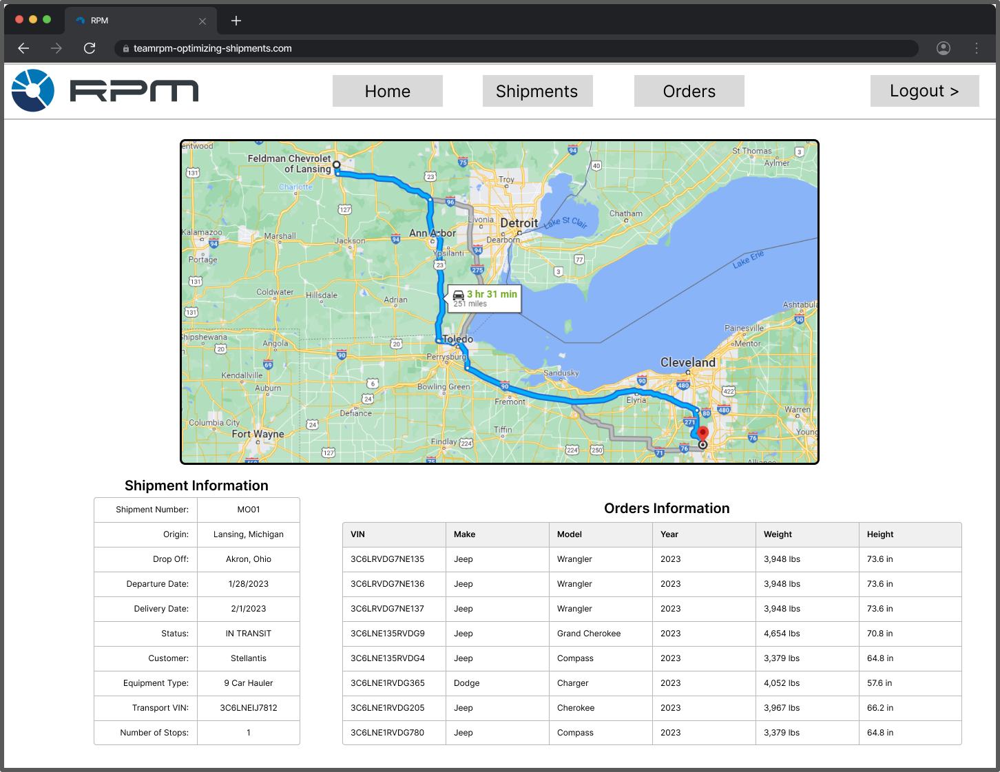 RPM
teamrpm-optimizing-shipments.com
RPM
Home
Shipments
Orders
Logout >
Feldman Chevrolet
of Lansing
Charlotte
131
127
23
75
94
40
St Thomas
3
Aylmer
Troy
96
Livonia
Detroit
Lake St Clair
Chatham
Kalamazoo
94
Marshall
Jackson
94
Ann Arbor
Dearborn
Ypsilanti
94
Portage
23
275
77
3
Lake Erie
131
Coldwater
Hillsdale
Adrian
3 hr 31 min
251 miles
131
Ashtabul
90
Painesville
Mentor
Shipshewana
20
Angola
90
20
Toledo
Perrysburg
69
Cleveland
Sandusky
Kendallville
Auburn
6
24
Bowling Green
90
Fremont
90
480
422
Elyria
Defiance
80
480
Warren
Columbia City
Fort Wayne
24
Tiffin
271
Young
Findlay
224
127
75
224
250
71
76
76
Alliance
Shipment Information
Shipment Number: MO01
Origin: Lansing, Michigan
Drop Off: Akron, Ohio
Departure Date: 1/28/2023
Delivery Date: 2/1/2023
Status: IN TRANSIT
Customer: Stellantis
Equipment Type: 9 Car Hauler
Transport VIN: 3C6LNEIJ7812
Number of Stops: 1
Orders Information
VIN Make Model Year Weight Height
3C6LRVDG7NE135 Jeep Wrangler 2023 3,948 lbs 73.6 in
3C6LRVDG7NE136 Jeep Wrangler 2023 3,948 lbs 73.6 in
3C6LRVDG7NE137 Jeep Wrangler 2023 3,948 lbs 73.6 in
3C6LNE135RVDG9 Jeep Grand Cherokee 2023 4,654 lbs 70.8 in
3C6LNE135RVDG4 Jeep Compass 2023 3,379 lbs 64.8 in
3C6LNE1RVDG365 Dodge Charger 2023 4,052 lbs 57.6 in
3C6LNE1RVDG205 Jeep Cherokee 2023 3,967 lbs 66.2 in
3C6LNE1RVDG780 Jeep Compass 2023 3,379 lbs 64.8 in